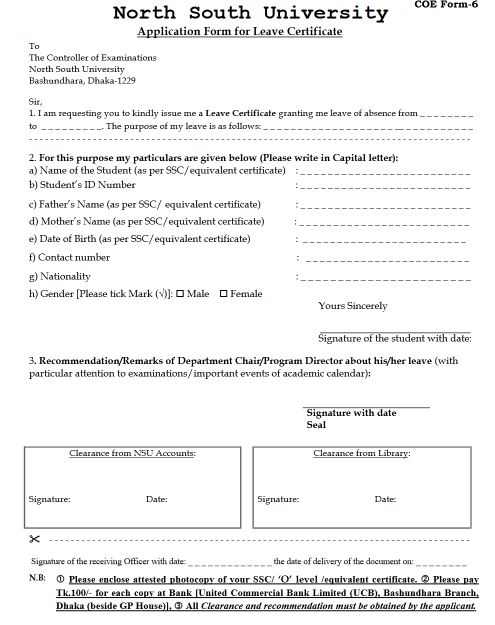 COE Form-6
North South University
Application Form for Leave Certificate
To
The Controller of Examinations
North South University
Bashundhara, Dhaka-1229
Sir,
1. I am requesting you to kindly issue me a Leave Certificate granting me leave of absence from _ _ _ _ _ _ _ _
to _ _ _ _ _ _ _ _ _. The purpose of my leave is as follows: _ _ _ _ _ _ _ _ _ _ _ _ _ _ _ _ _ _ _ _ _ _ _ _ _ _ _ _
2. For this purpose my particulars are given below (Please write in Capital letter):
a) Name of the Student (as per SSC/equivalent certificate) : _ _ _ _ _ _ _ _ _ _ _ _ _ _ _ _ _ _ _ _ _ _
b) Student's ID Number : _ _ _ _ _ _ _ _ _ _ _ _ _ _ _ _ _ _ _ _ _ _
c) Father's Name (as per SSC/ equivalent certificate) : _ _ _ _ _ _ _ _ _ _ _ _ _ _ _ _ _ _ _ _ _ _
d) Mother's Name (as per SSC/equivalent certificate) : _ _ _ _ _ _ _ _ _ _ _ _ _ _ _ _ _ _ _ _ _ _
e) Date of Birth (as per SSC/equivalent certificate) : _ _ _ _ _ _ _ _ _ _ _ _ _ _ _ _ _ _ _ _ _ _
f) Contact number : _ _ _ _ _ _ _ _ _ _ _ _ _ _ _ _ _ _ _ _ _ _
g) Nationality : _ _ _ _ _ _ _ _ _ _ _ _ _ _ _ _ _ _ _ _ _ _
h) Gender [Please tick Mark (√)]: ☐ Male ☐ Female
Yours Sincerely
Signature of the student with date:
3. Recommendation/Remarks of Department Chair/Program Director about his/her leave (with
particular attention to examinations/important events of academic calendar):
Signature with date
Seal
Clearance from NSU Accounts:
Signature: Date:
Clearance from Library:
Signature: Date:
Signature of the receiving Officer with date: _ _ _ _ _ _ _ _ _ _ _ _ _ the date of delivery of the document on: _ _ _ _ _ _ _ _
N.B: ① Please enclose attested photocopy of your SSC/ 'O' level /equivalent certificate. ② Please pay
Tk.100/- for each copy at Bank [United Commercial Bank Limited (UCB), Bashundhara Branch,
Dhaka (beside GP House)], ③ All Clearance and recommendation must be obtained by the applicant.